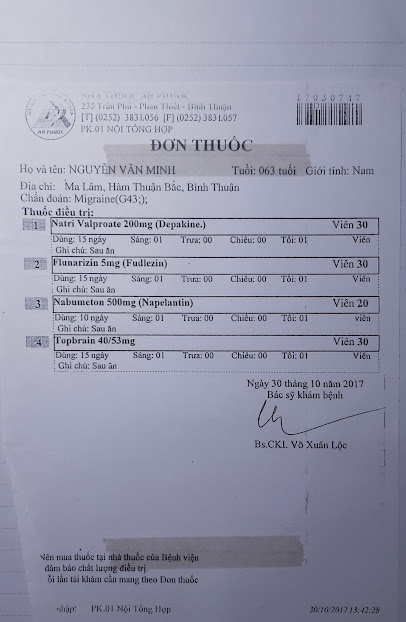 NHÀ THUỐC AN PHƯỚC
17030747
235 Trần Phú - Phan Thiết - Bình Thuận
[T] (0252) 3831.056 [F] (0252) 3831.057
PK.01 NỘI TỔNG HỢP
AN PHƯỚC
ĐƠN THUỐC
Họ và tên: NGUYỄN VĂN MINH Tuổi: 063 tuổi Giới tính: Nam
Địa chỉ: Ma Lâm, Hàm Thuận Bắc, Bình Thuận
Chẩn đoán: Migraine(G43;);
Thuốc điều trị:
1 Natri Valproate 200mg (Depakine.) Viên 30
Dùng: 15 ngày Sáng: 01 Trưa: 00 Chiều: 00 Tối: 01 Viên
Ghi chú: Sau ăn
2 Flunarizin 5mg (Fudlezin) Viên 30
Dùng: 15 ngày Sáng: 01 Trưa: 00 Chiều: 00 Tối: 01 Viên
Ghi chú: Sau ăn
3 Nabumeton 500mg (Napelantin) Viên 20
Dùng: 10 ngày Sáng: 01 Trưa: 00 Chiều: 00 Tối: 01 Viên
Ghi chú: Sau ăn
4 Topbrain 40/53mg Viên 30
Dùng: 15 ngày Sáng: 01 Trưa: 00 Chiều: 00 Tối: 01 Viên
Ghi chú: Sau ăn
Ngày 30 tháng 10 năm 2017
Bác sỹ khám bệnh
Bs.CKI. Võ Xuân Lộc
Nên mua thuốc tại nhà thuốc của Bệnh viện
đảm bảo chất lượng điều trị.
ỗi lần tái khám cần mang theo Đơn thuốc
nhập: PK.01 Nội Tổng Hợp 30/10/2017 13:42:28